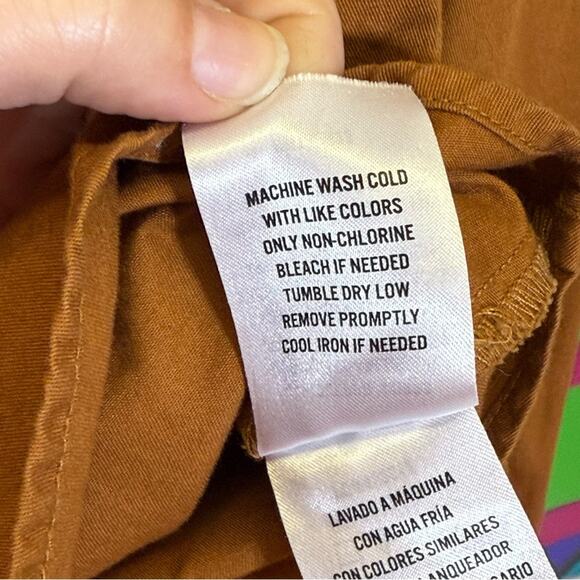 MACHINE WASH COLD
WITH LIKE COLORS
ONLY NON-CHLORINE
BLEACH IF NEEDED
TUMBLE DRY LOW
REMOVE PROMPTLY
COOL IRON IF NEEDED
LAVADO A MÁQUINA
CON AGUA FRÍA
CON COLORES SIMILARES